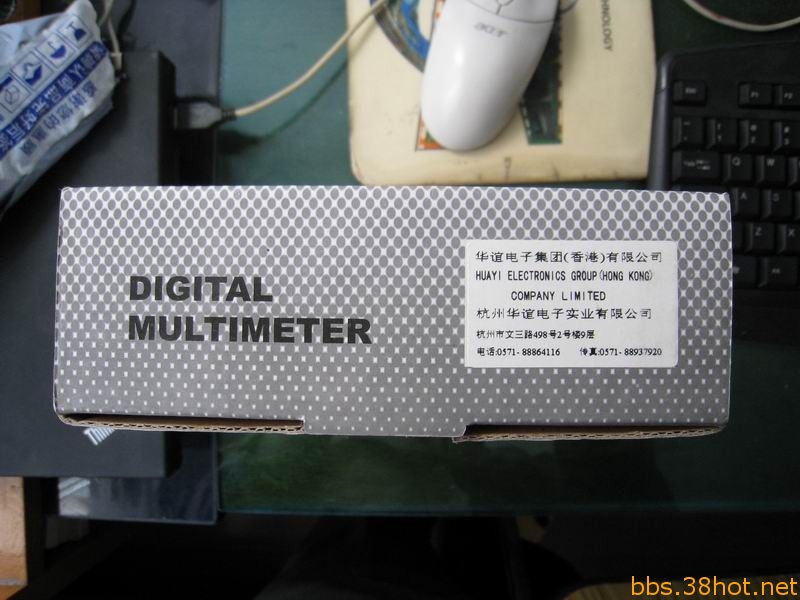 acer
TECHNOLOGY
DIGITAL
MULTIMETER
华谊电子集团(香港)有限公司
HUAYI ELECTRONICS GROUP(HONG KONG)
COMPANY LIMITED
杭州华谊电子实业有限公司
杭州市文三路498号2号楼9层
电话:0571- 88864116 传真:0571- 88937920
bbs.38hot.net